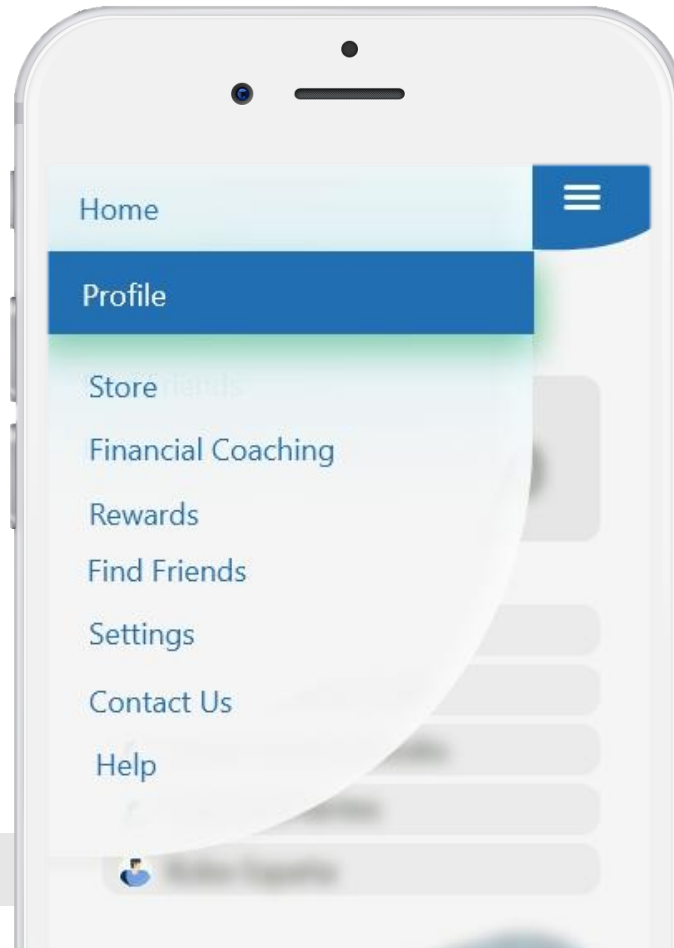 Home
Profile
Store
Financial Coaching
Rewards
Find Friends
Settings
Contact Us
Help